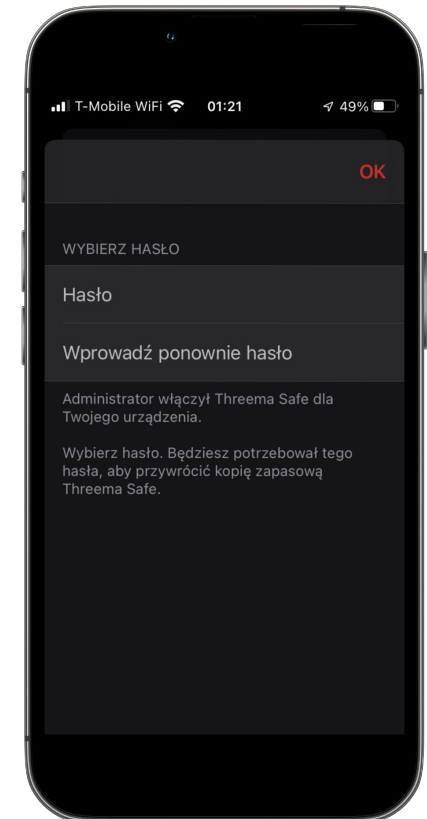 T-Mobile WiFi 01:21 49%
OK
WYBIERZ HASŁO
Hasło
Wprowadź ponownie hasło
Administrator włączył Threema Safe dla
Twojego urządzenia.
Wybierz hasło. Będziesz potrzebował tego
hasła, aby przywrócić kopię zapasową
Threema Safe.